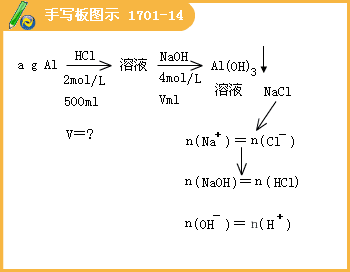 手写板图示 1701-14
a g Al HCl 2mol/L 500ml 溶液 NaOH 4mol/L Vml Al(OH)₃↓ 溶液 NaCl
V=?
n(Na⁺)=n(Cl⁻)
n(NaOH)=n(HCl)
n(OH⁻)=n(H⁺)